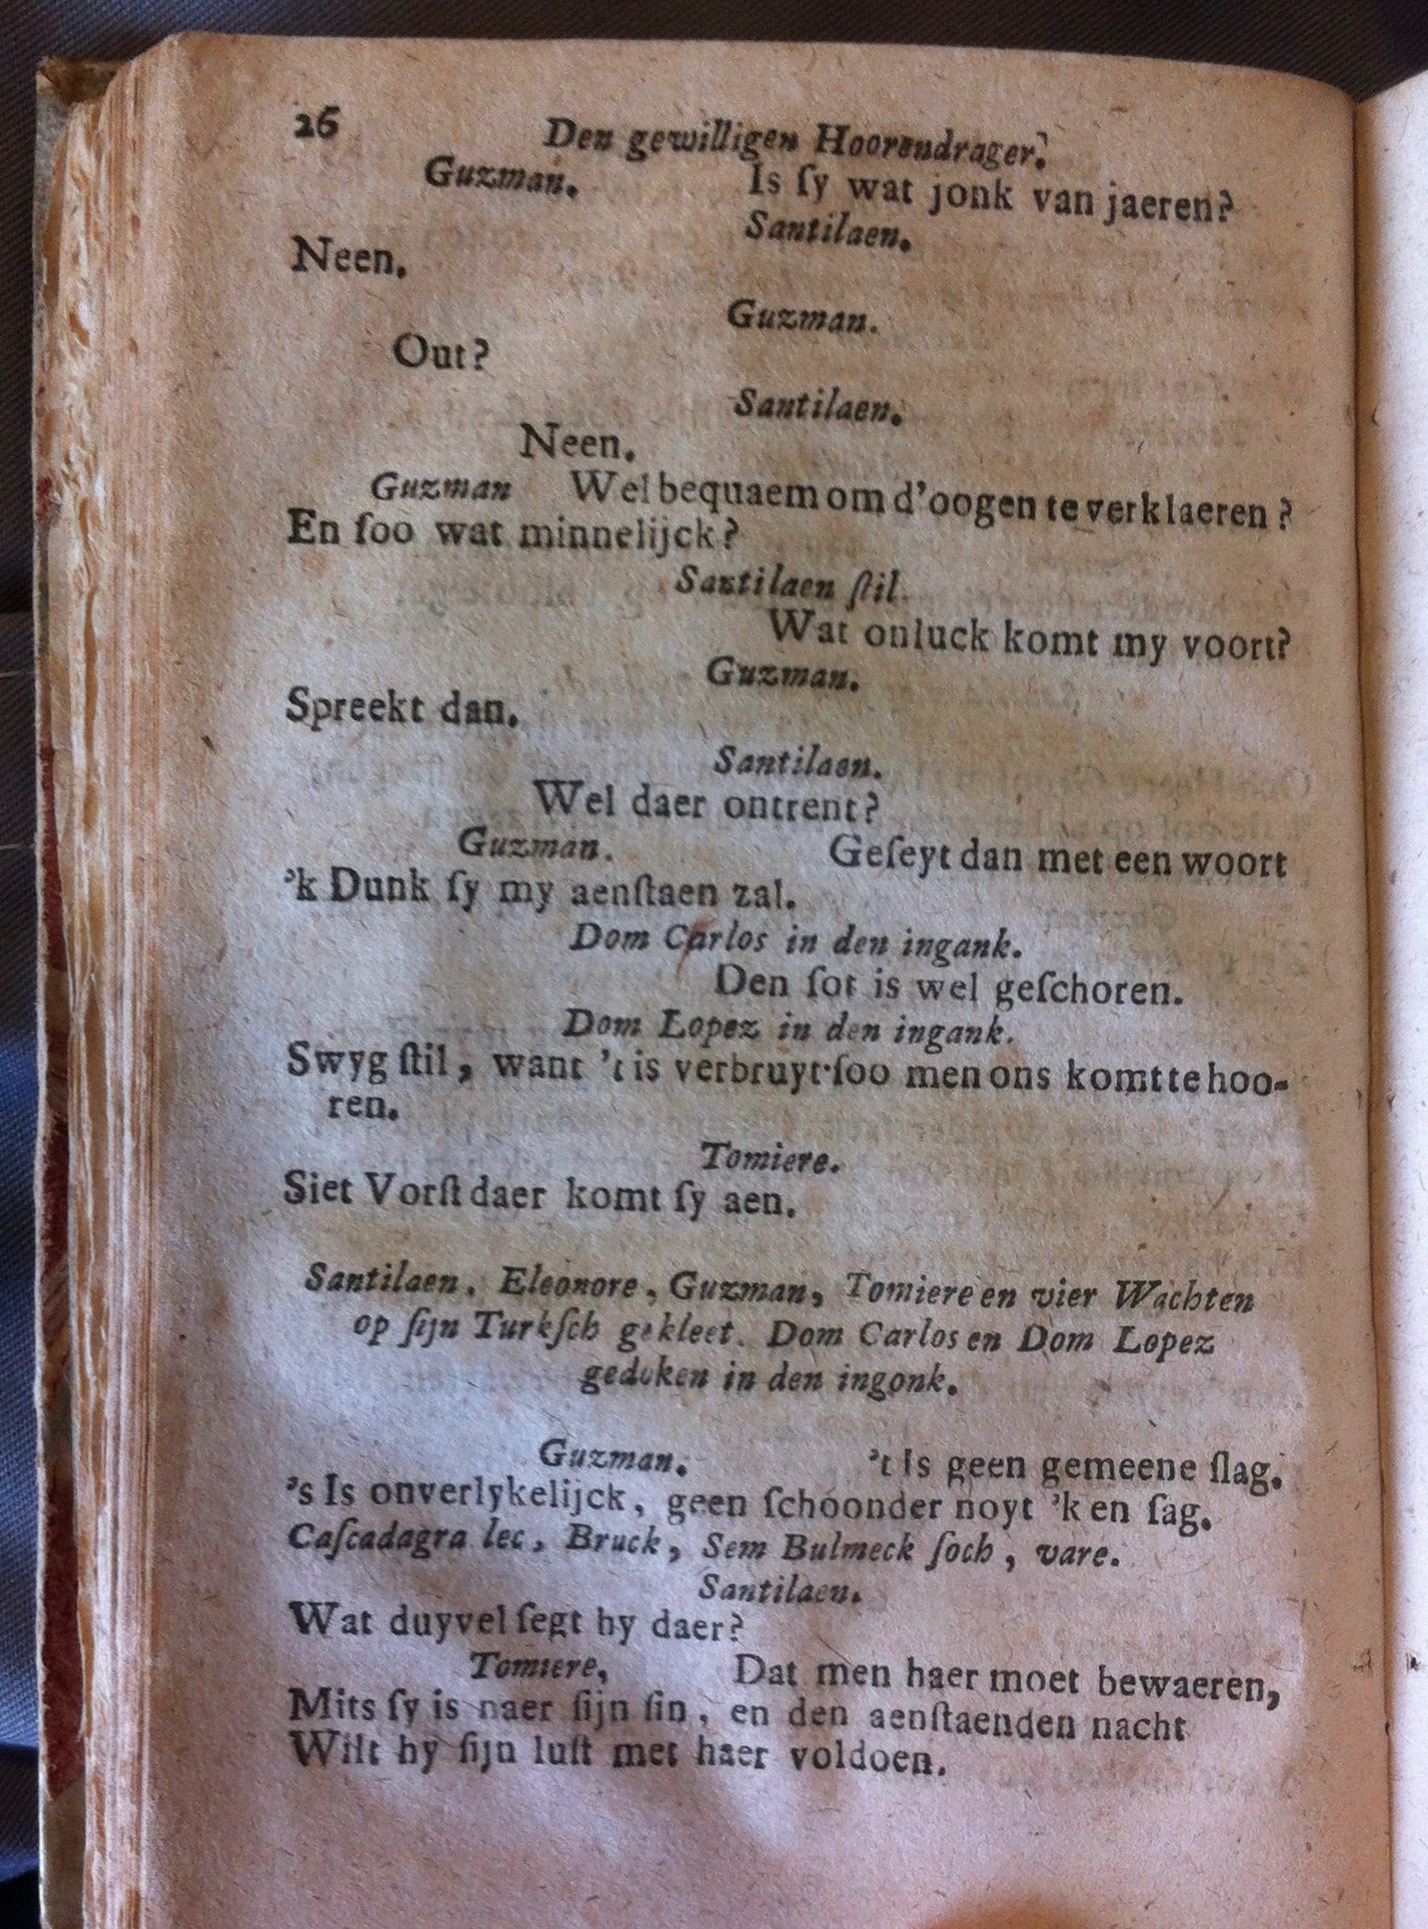 26 Den gewilligen Hoorendrager.
Guzman. Is ſy wat jonk van jaeren?
Santilaen.
Neen.
Guzman.
Out?
Santilaen.
Neen.
Guzman Wel bequaem om d'oogen te verklaeren?
En ſoo wat minnelijck?
Santilaen ſtil.
Wat onluck komt my voort?
Guzman.
Spreekt dan.
Santilaen.
Wel daer ontrent?
Guzman. Geſeyt dan met een woort
'k Dunk ſy my aenſtaen zal.
Dom Carlos in den ingank.
Den ſot is wel geſchoren.
Dom Lopez in den ingank.
Swyg ſtil, want 't is verbruyt ſoo men ons komt te hoo-
ren.
Tomiere.
Siet Vorſt daer komt ſy aen.
Santilaen, Eleonore, Guzman, Tomiere en vier Wachten
op ſijn Turkſch gekleet. Dom Carlos en Dom Lopez
gedoken in den ingonk.
Guzman. 't Is geen gemeene ſlag.
's Is onverlykelijck, geen ſchoonder noyt 'k en ſag.
Caſcadagra lec, Bruck, Sem Bulmeck ſoch, vare.
Santilaen.
Wat duyvel ſegt hy daer?
Tomiere, Dat men haer moet bewaeren,
Mits ſy is naer ſijn ſin, en den aenſtaenden nacht
Wilt hy ſijn luſt met haer voldoen.